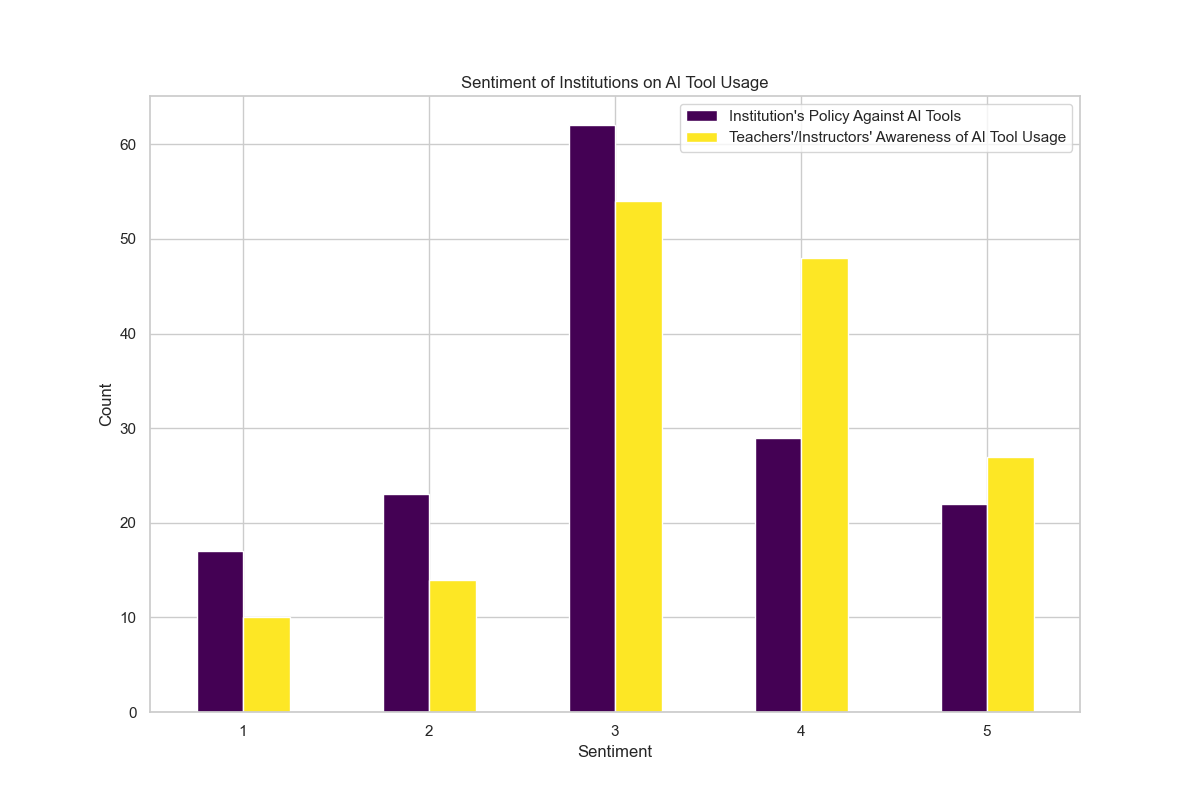 Sentiment of Institutions on AI Tool Usage
Institution's Policy Against AI Tools
Teachers'/Instructors' Awareness of AI Tool Usage
60
50
40
30
20
10
0
Count
1 2 3 4 5
Sentiment